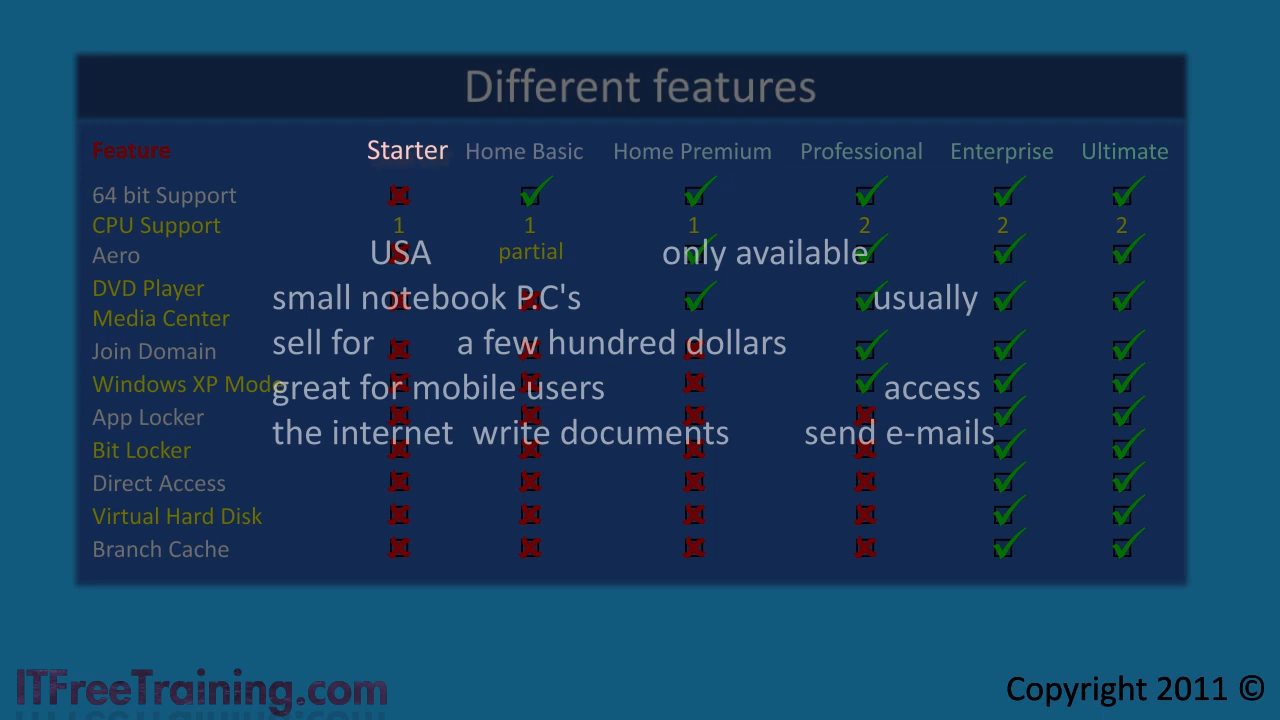 Different features
Feature Starter Home Basic Home Premium Professional Enterprise Ultimate
64 bit Support
CPU Support 1 1 1 2 2 2
Aero partial
USA only available
DVD Player
small notebook P.C's usually
Media Center
sell for a few hundred dollars
Join Domain
Windows XP Mode
great for mobile users access
App Locker
the internet write documents send e-mails
Bit Locker
Direct Access
Virtual Hard Disk
Branch Cache
ITFreeTraining.com
Copyright 2011 ©